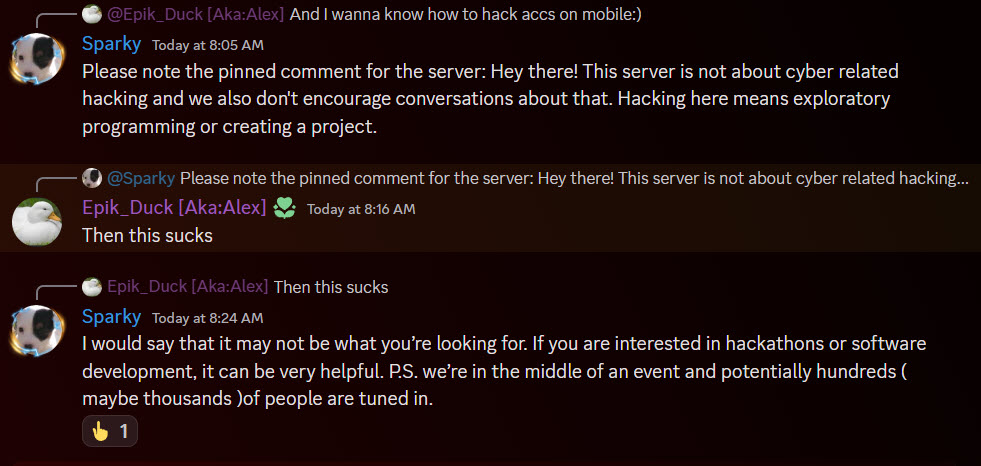 @Epik_Duck [Aka:Alex] And I wanna know how to hack accs on mobile:)
Sparky Today at 8:05 AM
Please note the pinned comment for the server: Hey there! This server is not about cyber related
hacking and we also don't encourage conversations about that. Hacking here means exploratory
programming or creating a project.
@Sparky Please note the pinned comment for the server: Hey there! This server is not about cyber related hacking...
Epik_Duck [Aka:Alex] Today at 8:16 AM
Then this sucks
Epik_Duck [Aka:Alex] Then this sucks
Sparky Today at 8:24 AM
I would say that it may not be what you’re looking for. If you are interested in hackathons or software
development, it can be very helpful. P.S. we’re in the middle of an event and potentially hundreds (
maybe thousands )of people are tuned in.
1